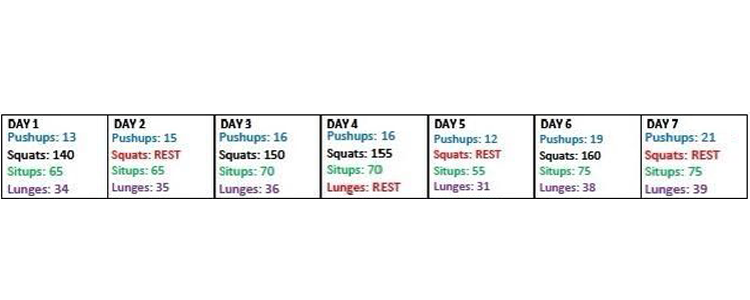 DAY 1
Pushups: 13
Squats: 140
Situps: 65
Lunges: 34
DAY 2
Pushups: 15
Squats: REST
Situps: 65
Lunges: 35
DAY 3
Pushups: 16
Squats: 150
Situps: 70
Lunges: 36
DAY 4
Pushups: 16
Squats: 155
Situps: 70
Lunges: REST
DAY 5
Pushups: 12
Squats: REST
Situps: 55
Lunges: 31
DAY 6
Pushups: 19
Squats: 160
Situps: 75
Lunges: 38
DAY 7
Pushups: 21
Squats: REST
Situps: 75
Lunges: 39